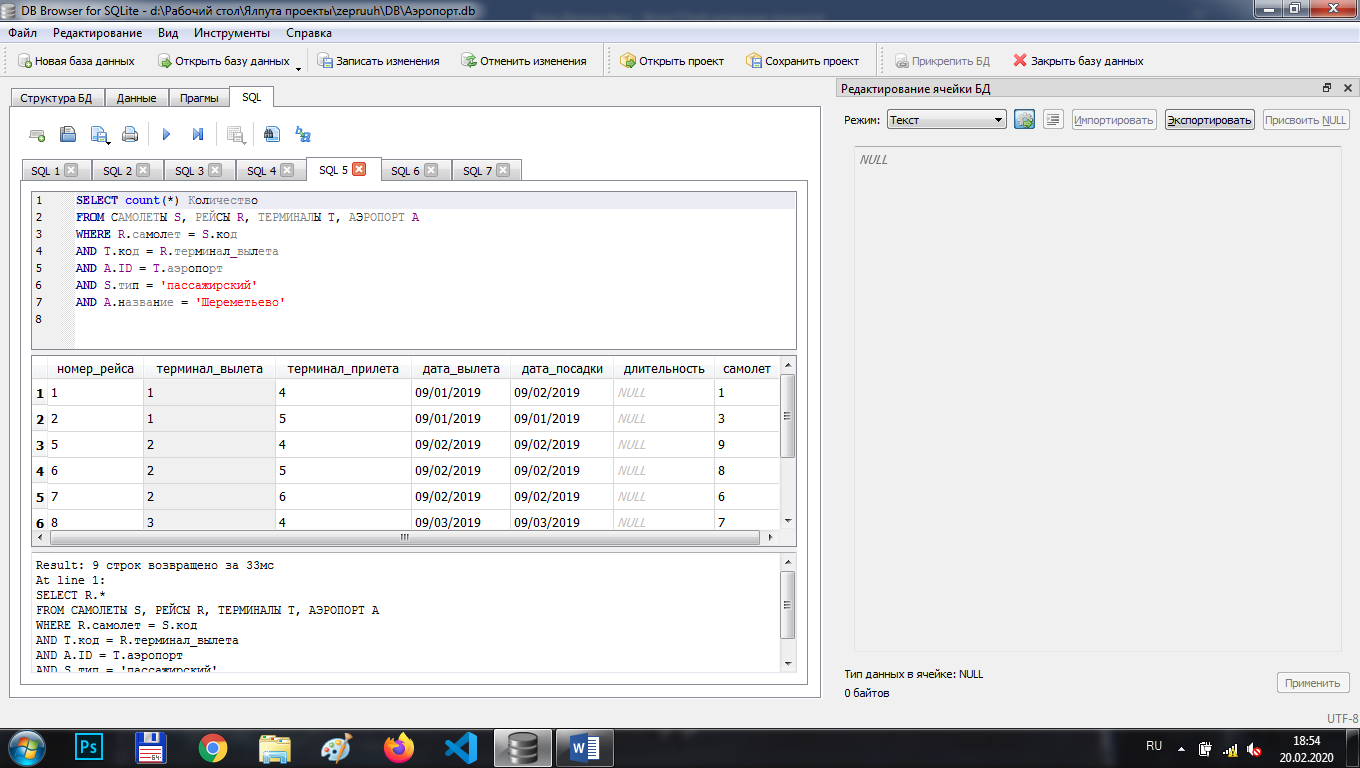 DB Browser for SQLite - d:\Рабочий стол\Ялпута проекты\zepruuh\DB\Аэропорт.db
Файл Редактирование Вид Инструменты Справка
Новая база данных Открыть базу данных Записать изменения Отменить изменения Открыть проект Сохранить проект Прикрепить БД Закрыть базу данных
Структура БД Данные Прагмы SQL
SQL 1 SQL 2 SQL 3 SQL 4 SQL 5 SQL 6 SQL 7
1 SELECT count(*) Количество
2 FROM САМОЛЕТЫ S, РЕЙСЫ R, ТЕРМИНАЛЫ T, АЭРОПОРТ A
3 WHERE R.самолет = S.код
4 AND T.код = R.терминал_вылета
5 AND A.ID = T.аэропорт
6 AND S.тип = 'пассажирский'
7 AND A.название = 'Шереметьево'
8
номер_рейса терминал_вылета терминал_прилета дата_вылета дата_посадки длительность самолет
1 1 1 4 09/01/2019 09/02/2019 NULL 1
2 2 1 5 09/01/2019 09/01/2019 NULL 3
3 5 2 4 09/02/2019 09/02/2019 NULL 9
4 6 2 5 09/02/2019 09/02/2019 NULL 8
5 7 2 6 09/02/2019 09/02/2019 NULL 6
6 8 3 4 09/03/2019 09/03/2019 NULL 7
Result: 9 строк возвращено за 33мс
At line 1:
SELECT R.*
FROM САМОЛЕТЫ S, РЕЙСЫ R, ТЕРМИНАЛЫ T, АЭРОПОРТ A
WHERE R.самолет = S.код
AND T.код = R.терминал_вылета
AND A.ID = T.аэропорт
AND S.тип = 'пассажирский'
Редактирование ячейки БД
Режим: Текст Импортировать Экспортировать Присвоить NULL
NULL
Тип данных в ячейке: NULL
0 байтов
Применить
UTF-8
Ps
64
W
RU
18:54
20.02.2020